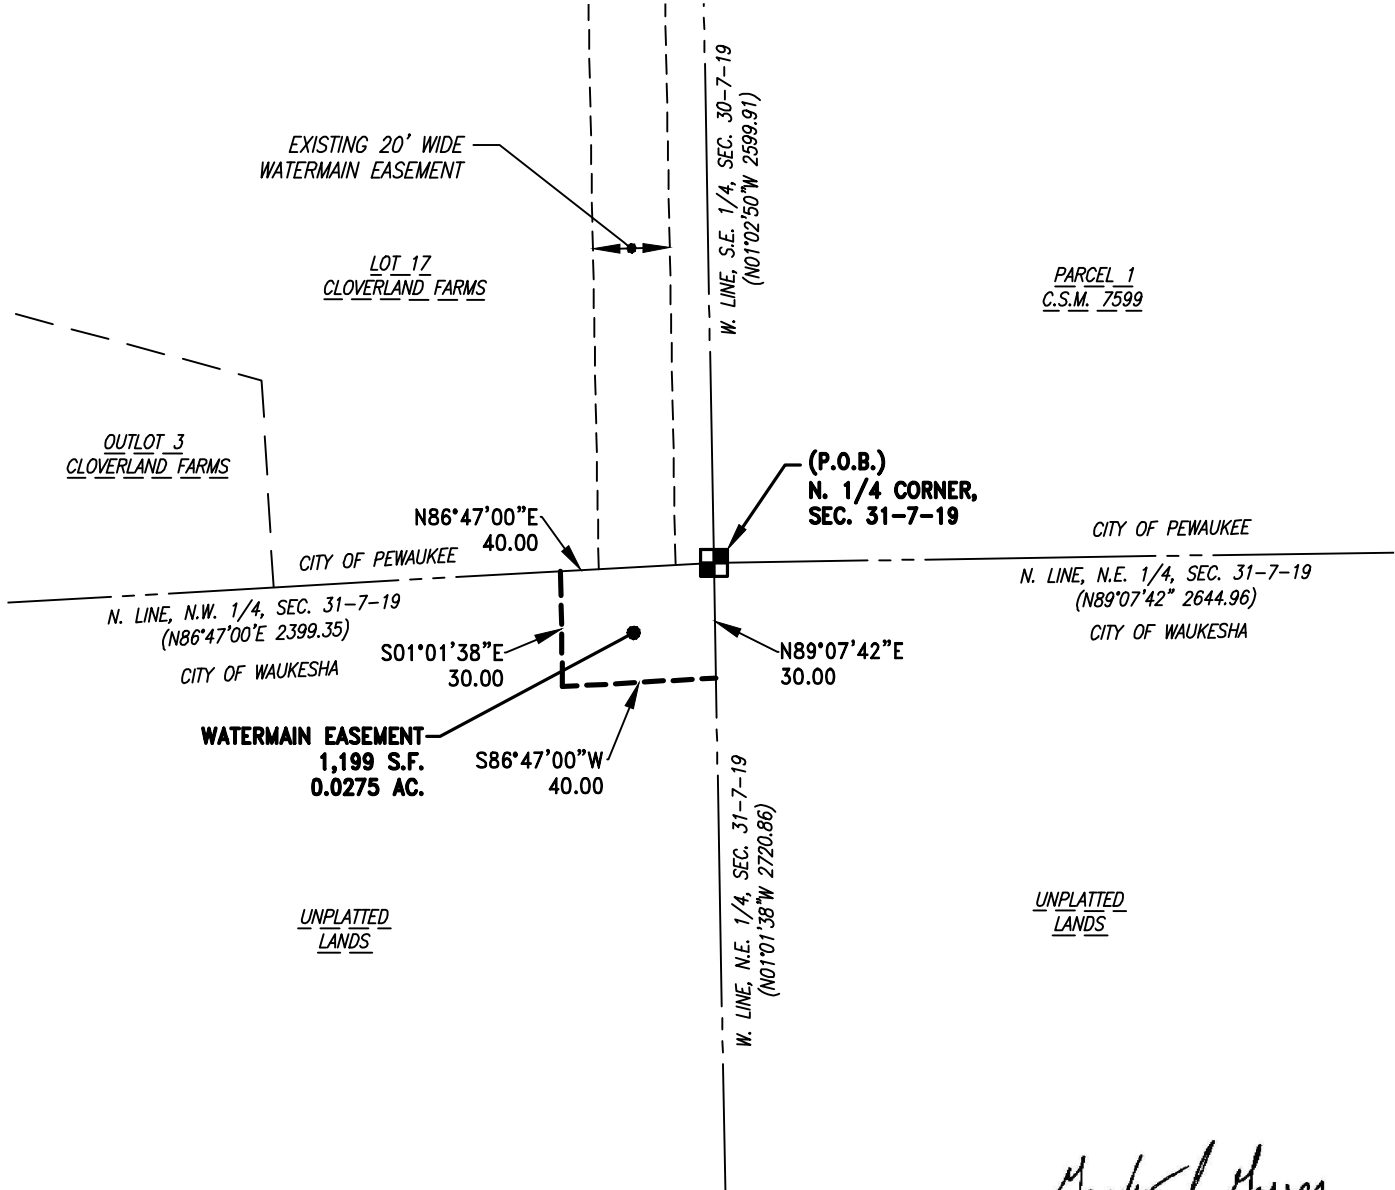 EXISTING 20' WIDE
WATERMAIN EASEMENT
W. LINE, S.E. 1/4, SEC. 30-7-19
(N01°02'50"W 2599.91)
LOT 17
CLOVERLAND FARMS
PARCEL 1
C.S.M. 7599
OUTLOT 3
CLOVERLAND FARMS
(P.O.B.)
N. 1/4 CORNER,
SEC. 31-7-19
N86°47'00"E
40.00
CITY OF PEWAUKEE
CITY OF PEWAUKEE
N. LINE, N.W. 1/4, SEC. 31-7-19
(N86°47'00'E 2399.35)
CITY OF WAUKESHA
N. LINE, N.E. 1/4, SEC. 31-7-19
(N89°07'42" 2644.96)
CITY OF WAUKESHA
S01°01'38"E
30.00
N89°07'42"E
30.00
WATERMAIN EASEMENT
1,199 S.F.
0.0275 AC.
S86°47'00"W
40.00
W. LINE, N.E. 1/4, SEC. 31-7-19
(N01°01'38"W 2720.86)
UNPLATTED
LANDS
UNPLATTED
LANDS